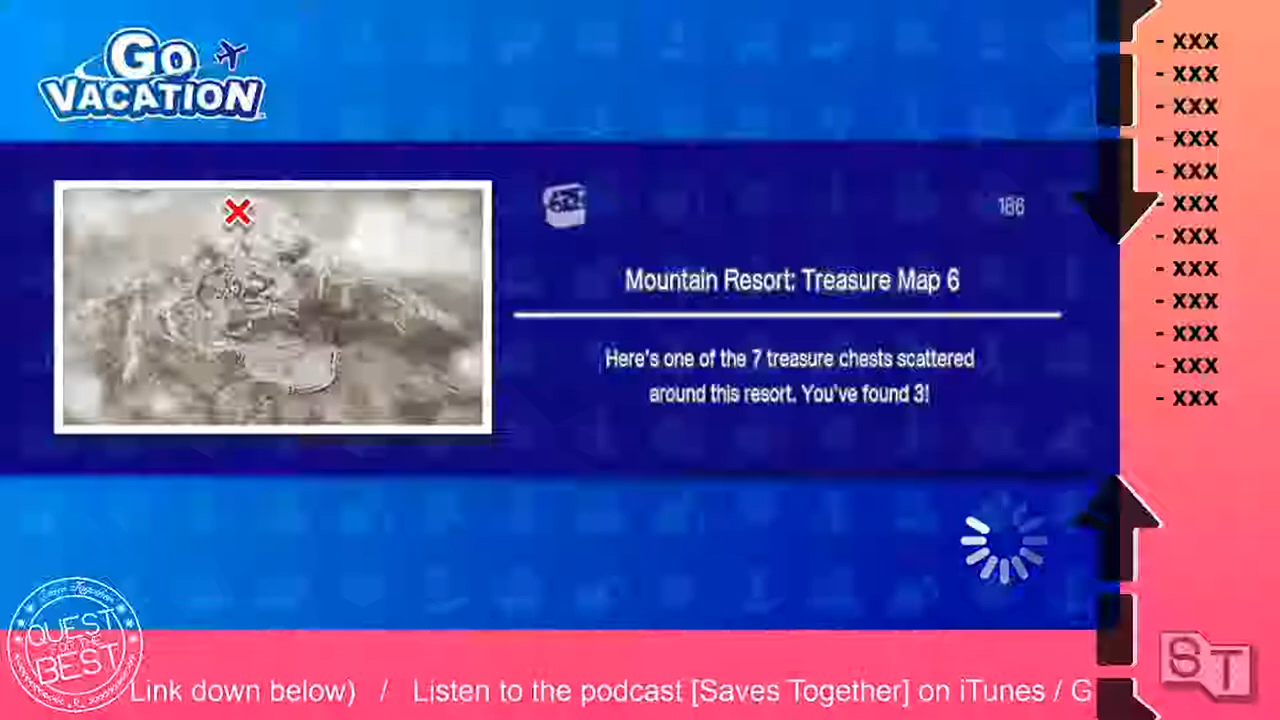 GO
VACATION
- XXX
- XXX
- XXX
- XXX
- XXX
- XXX
- XXX
- XXX
- XXX
- XXX
- XXX
- XXX
186
Mountain Resort: Treasure Map 6
Here's one of the 7 treasure chests scattered
around this resort. You've found 3!
QUEST
OF THE
BEST
ST
Link down below) / Listen to the podcast [Saves Together] on iTunes / G